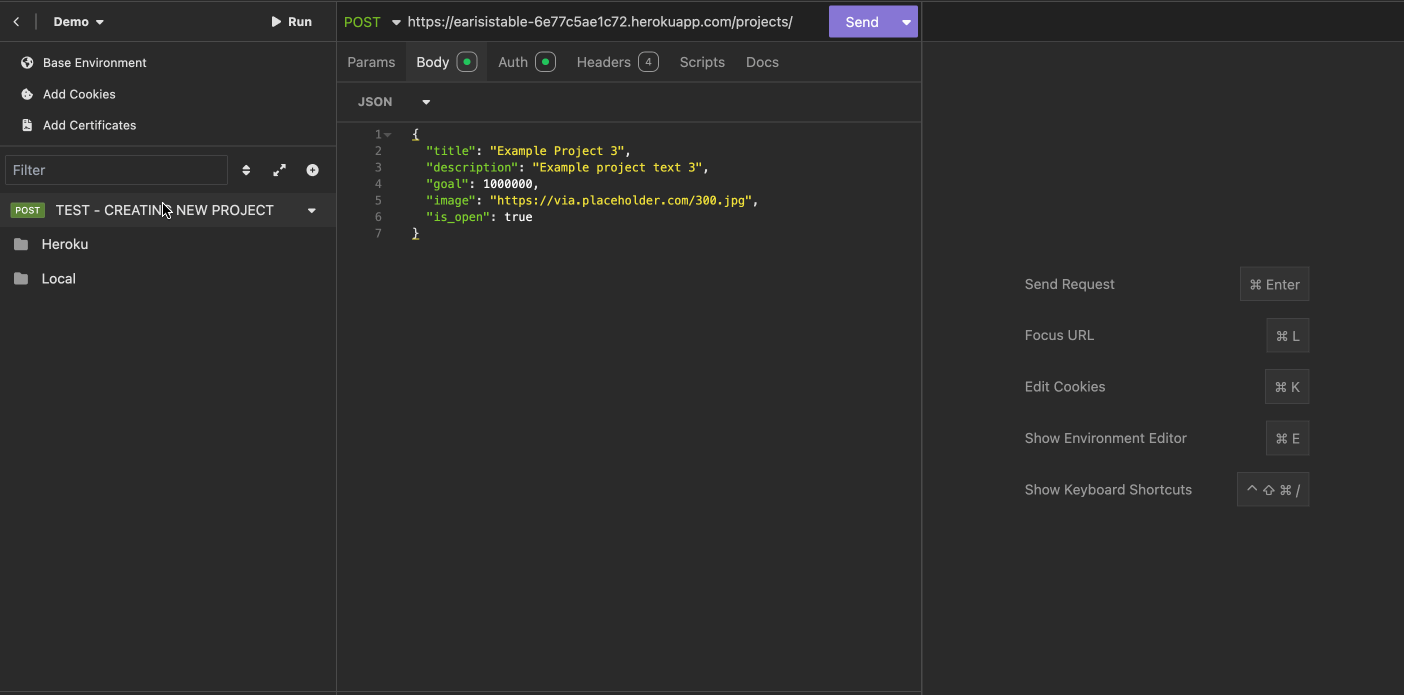 Demo
Run
Base Environment
Add Cookies
Add Certificates
Filter
POST TEST - CREATING NEW PROJECT
Heroku
Local
POST https://earisistable-6e77c5ae1c72.herokuapp.com/projects/ Send
Params Body Auth Headers 4 Scripts Docs
JSON
1 {
2 "title": "Example Project 3",
3 "description": "Example project text 3",
4 "goal": 1000000,
5 "image": "https://via.placeholder.com/300.jpg",
6 "is_open": true
7 }
Send Request ⌘ Enter
Focus URL ⌘ L
Edit Cookies ⌘ K
Show Environment Editor ⌘ E
Show Keyboard Shortcuts ^ ⇧ ⌘ /